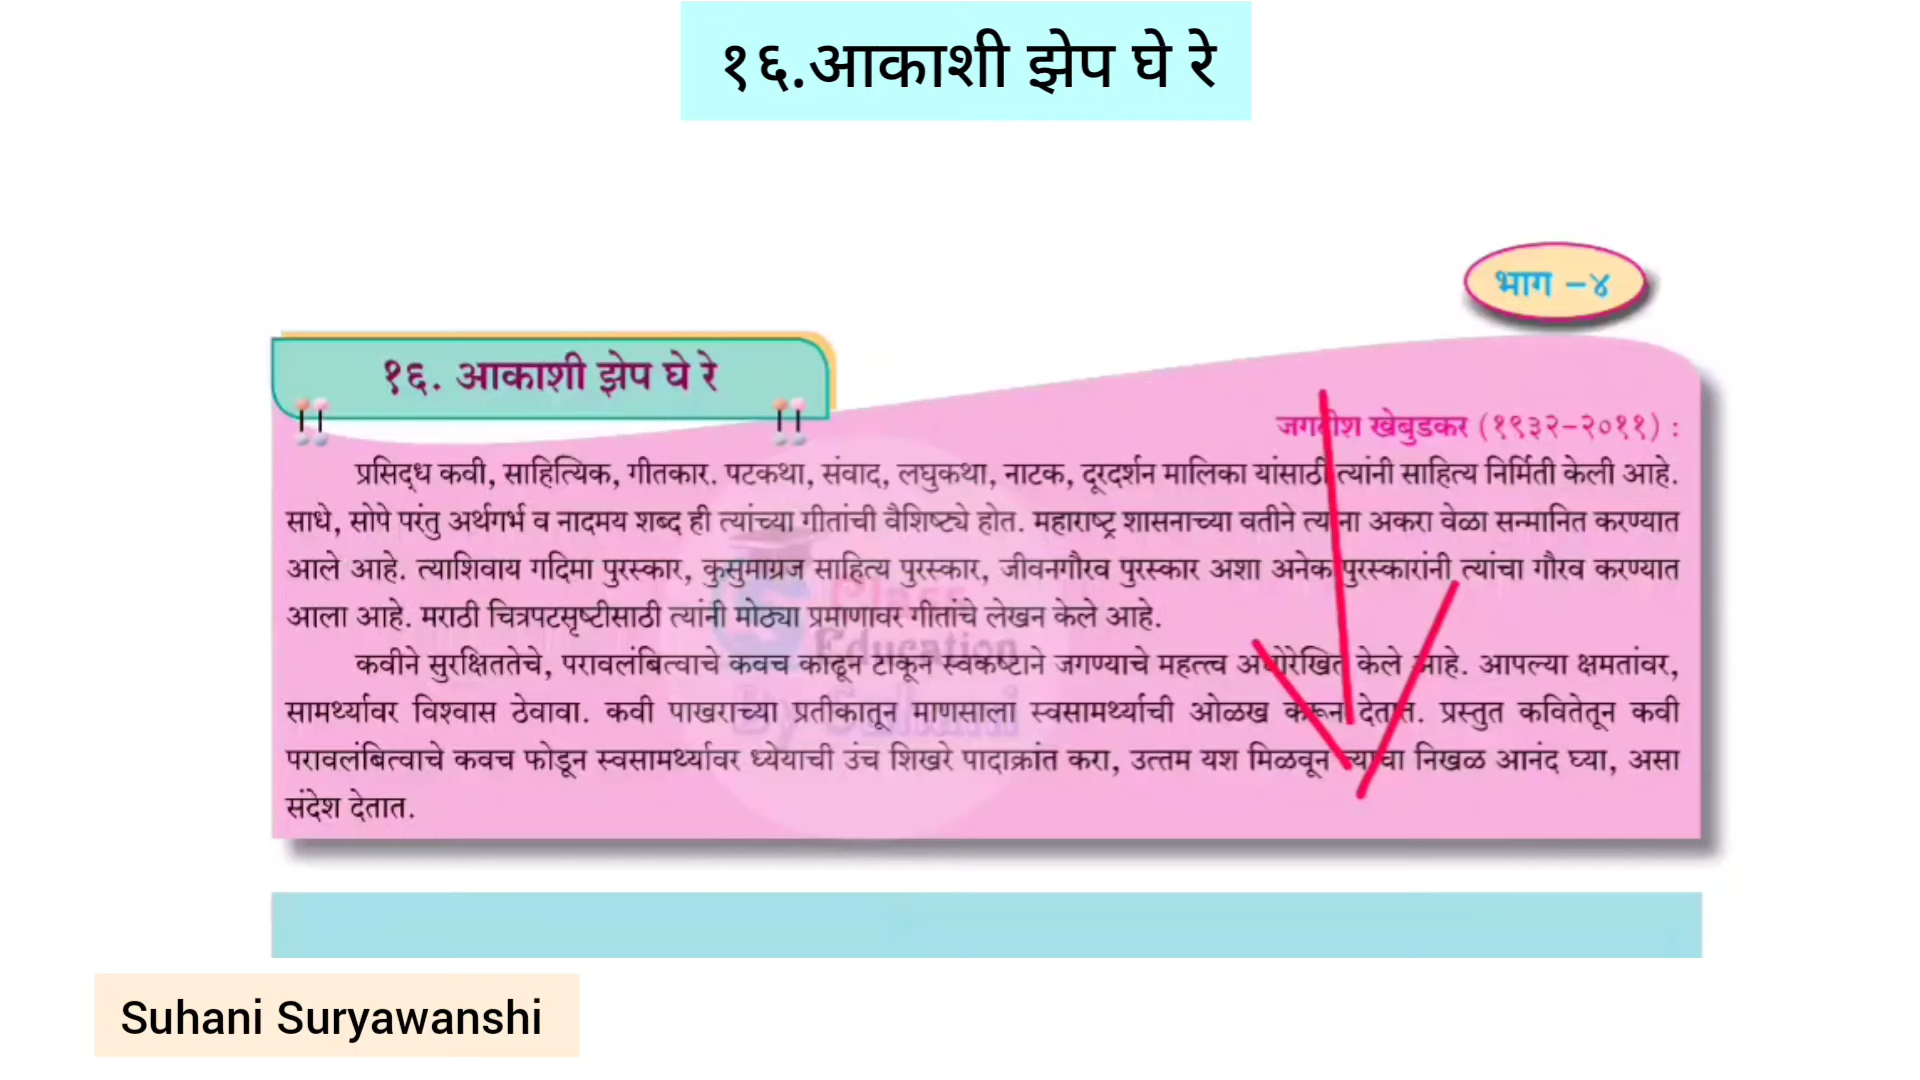 १६.आकाशी झेप घे रे
भाग -४
१६. आकाशी झेप घे रे
जगदीश खेबुडकर (१९३२-२०११) :
प्रसिद्ध कवी, साहित्यिक, गीतकार. पटकथा, संवाद, लघुकथा, नाटक, दूरदर्शन मालिका यांसाठी त्यांनी साहित्य निर्मिती केली आहे.
साधे, सोपे परंतु अर्थगर्भ व नादमय शब्द ही त्यांच्या गीतांची वैशिष्ट्ये होत. महाराष्ट्र शासनाच्या वतीने त्यांना अकरा वेळा सन्मानित करण्यात
आले आहे. त्याशिवाय गदिमा पुरस्कार, कुसुमाग्रज साहित्य पुरस्कार, जीवनगौरव पुरस्कार अशा अनेक पुरस्कारांनी त्यांचा गौरव करण्यात
आला आहे. मराठी चित्रपटसृष्टीसाठी त्यांनी मोठ्या प्रमाणावर गीतांचे लेखन केले आहे.
कवीने सुरक्षिततेचे, परावलंबित्वाचे कवच काढून टाकून स्वकष्टाने जगण्याचे महत्त्व अधोरेखित केले आहे. आपल्या क्षमतांवर,
सामर्थ्यावर विश्वास ठेवावा. कवी पाखराच्या प्रतीकातून माणसाला स्वसामर्थ्याची ओळख करून देतात. प्रस्तुत कवितेतून कवी
परावलंबित्वाचे कवच फोडून स्वसामर्थ्यावर ध्येयाची उंच शिखरे पादाक्रांत करा, उत्तम यश मिळवून त्याचा निखळ आनंद घ्या, असा
संदेश देतात.
Class
Education
By Suhani
Suhani Suryawanshi